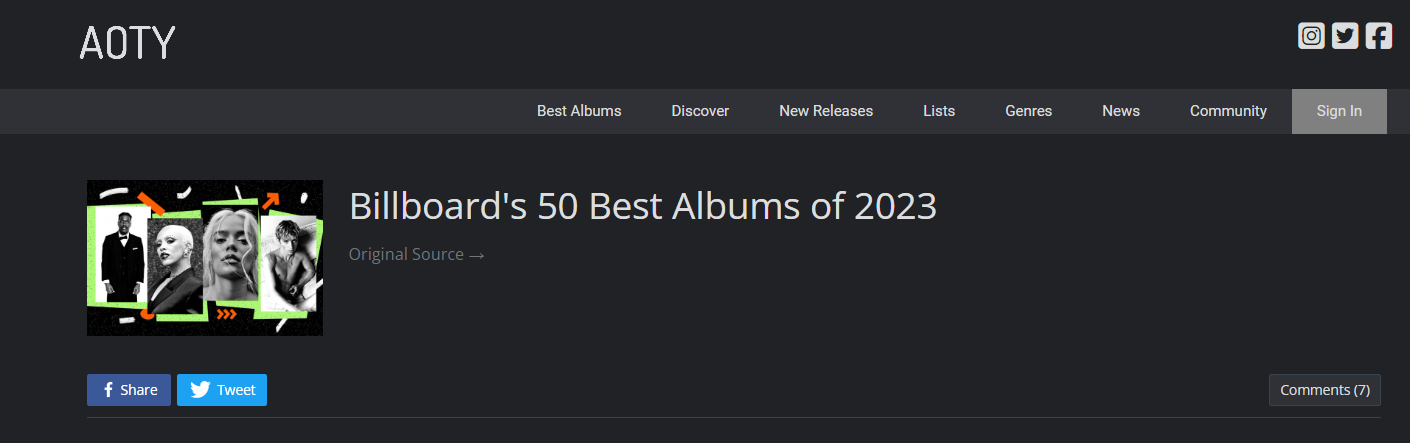 AOTY
Best Albums Discover New Releases Lists Genres News Community Sign In
Billboard's 50 Best Albums of 2023
Original Source →
Share Tweet Comments (7)